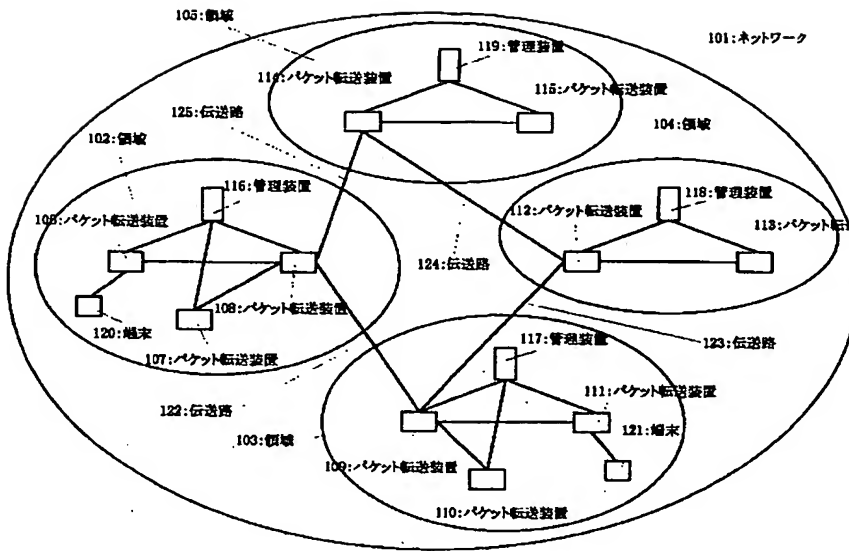 105:領域
101:ネットワーク
119:管理装置
114:パケット転送装置
115:パケット転送装置
125:伝送路
104:領域
102:領域
116:管理装置
118:管理装置
106:パケット転送装置
112:パケット転送装置
113:パケット転
124:伝送路
108:パケット転送装置
120:端末
117:管理装置
123:伝送路
107:パケット転送装置
111:パケット転送装置
122:伝送路
121:端末
103:領域
109:パケット転送装置
110:パケット転送装置